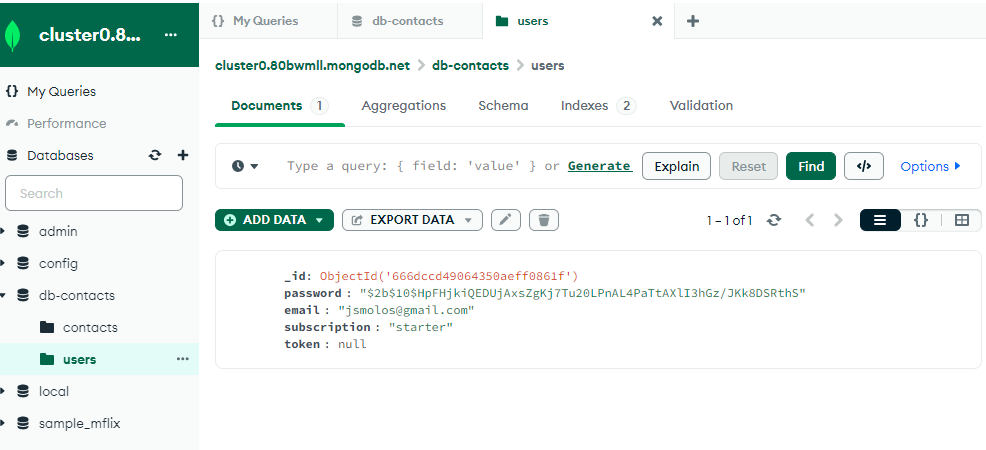 cluster0.8o... ...
My Queries
Performance
Databases
Search
admin
config
db-contacts
contacts
users ...
local
sample_mflix
{} My Queries
db-contacts
users
cluster0.80bwmll.mongodb.net > db-contacts > users
Documents 1 Aggregations Schema Indexes 2 Validation
Type a query: { field: 'value' } or Generate Explain Reset Find </> Options
ADD DATA EXPORT DATA 1 – 1 of 1 {}
_id: ObjectId('666dccd49064350aeff0861f')
password : "$2b$10$HpFHjkiQEDUjAxsZgKj7Tu20LPnAL4PaTtAXlI3hGz/JKk8DSRthS"
email : "jsmolos@gmail.com"
subscription : "starter"
token : null